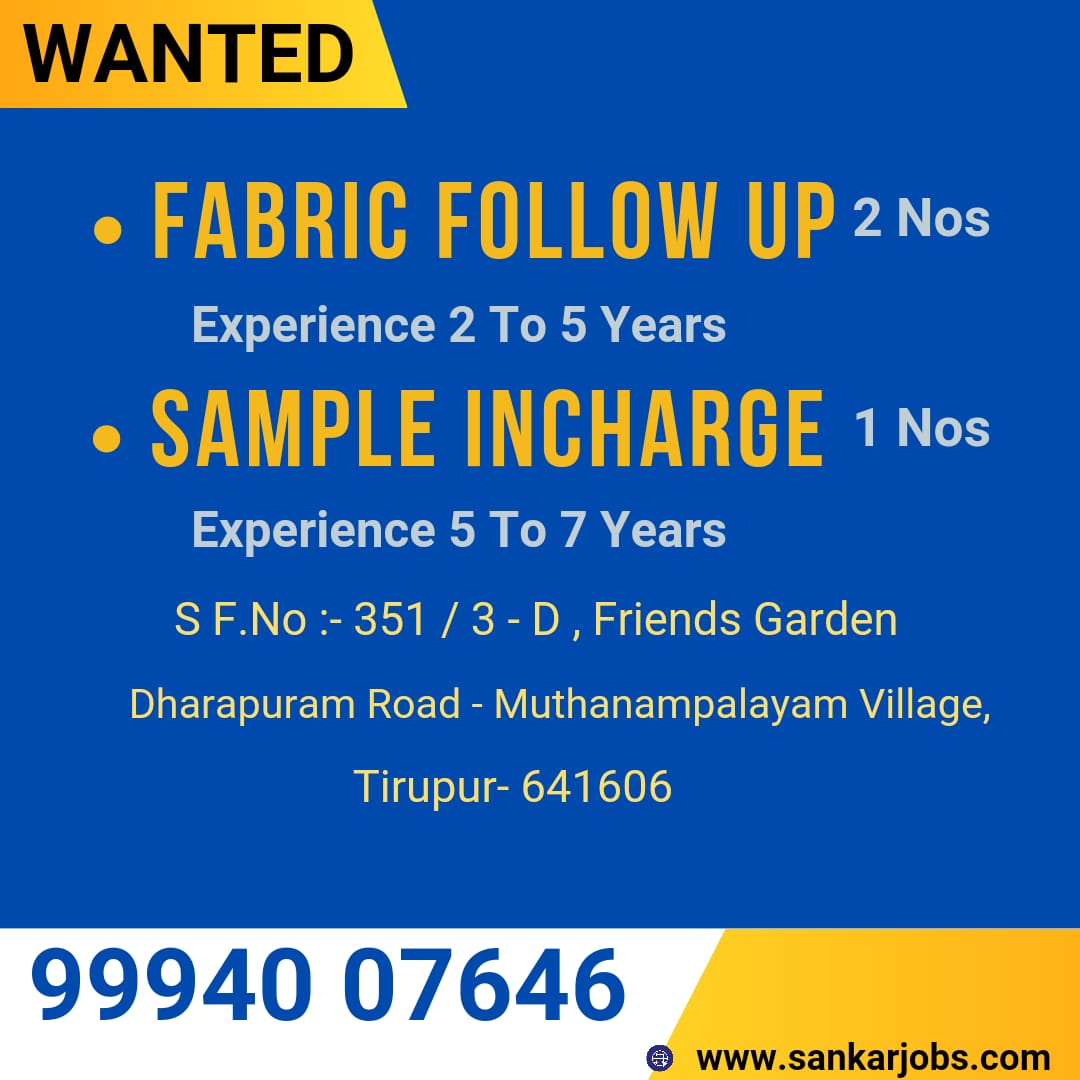 WANTED
• FABRIC FOLLOW UP 2 Nos
Experience 2 To 5 Years
• SAMPLE INCHARGE 1 Nos
Experience 5 To 7 Years
S F.No :- 351 / 3 - D , Friends Garden
Dharapuram Road - Muthanampalayam Village,
Tirupur- 641606
99940 07646
www.sankarjobs.com